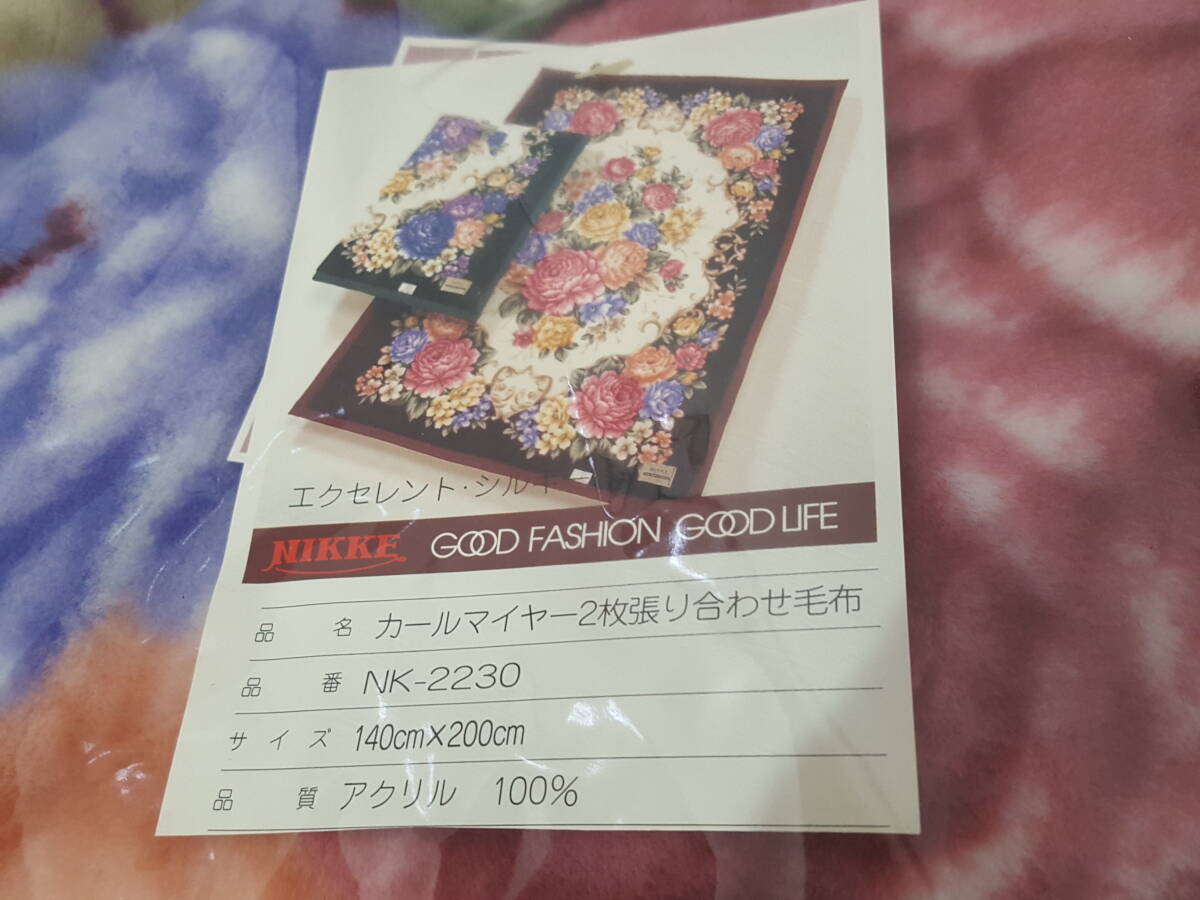 エクセレント・シルキー
NIKKE GOOD FASHION GOOD LIFE
品名 カールマイヤー2枚張り合わせ毛布
品番 NK-2230
サイズ 140cm×200cm
品質 アクリル 100%